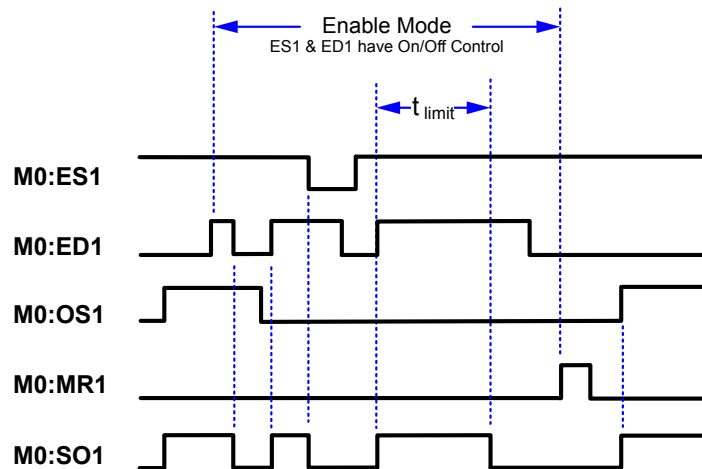 Enable Mode
ES1 & ED1 have On/Off Control
t limit
M0:ES1
M0:ED1
M0:OS1
M0:MR1
M0:SO1